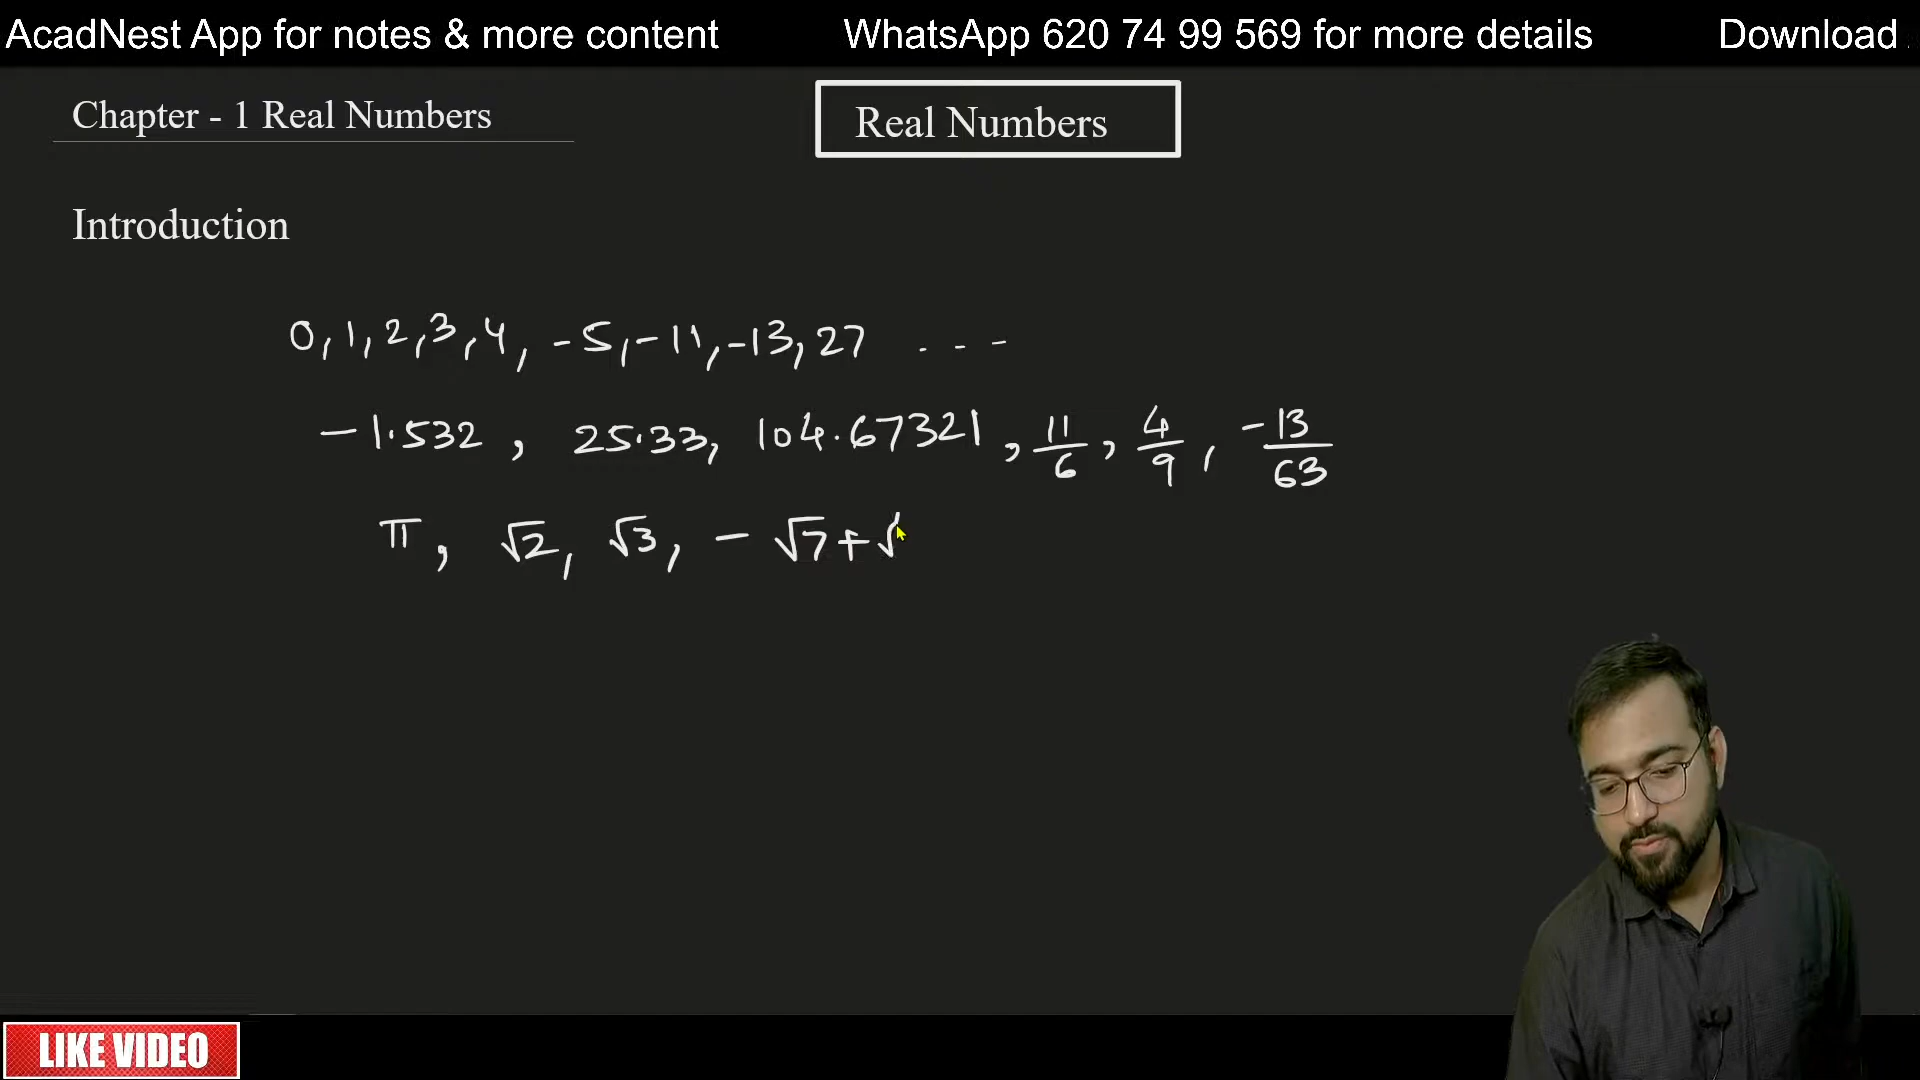 AcadNest App for notes & more content WhatsApp 620 74 99 569 for more details Download
Chapter - 1 Real Numbers
Real Numbers
Introduction
0, 1, 2, 3, 4, -5, -11, -13, 27 . - -
-1.532, 25.33, 104.67321, 11/6, 4/9, -13/63
π, √2, √3, - √7+√
LIKE VIDEO